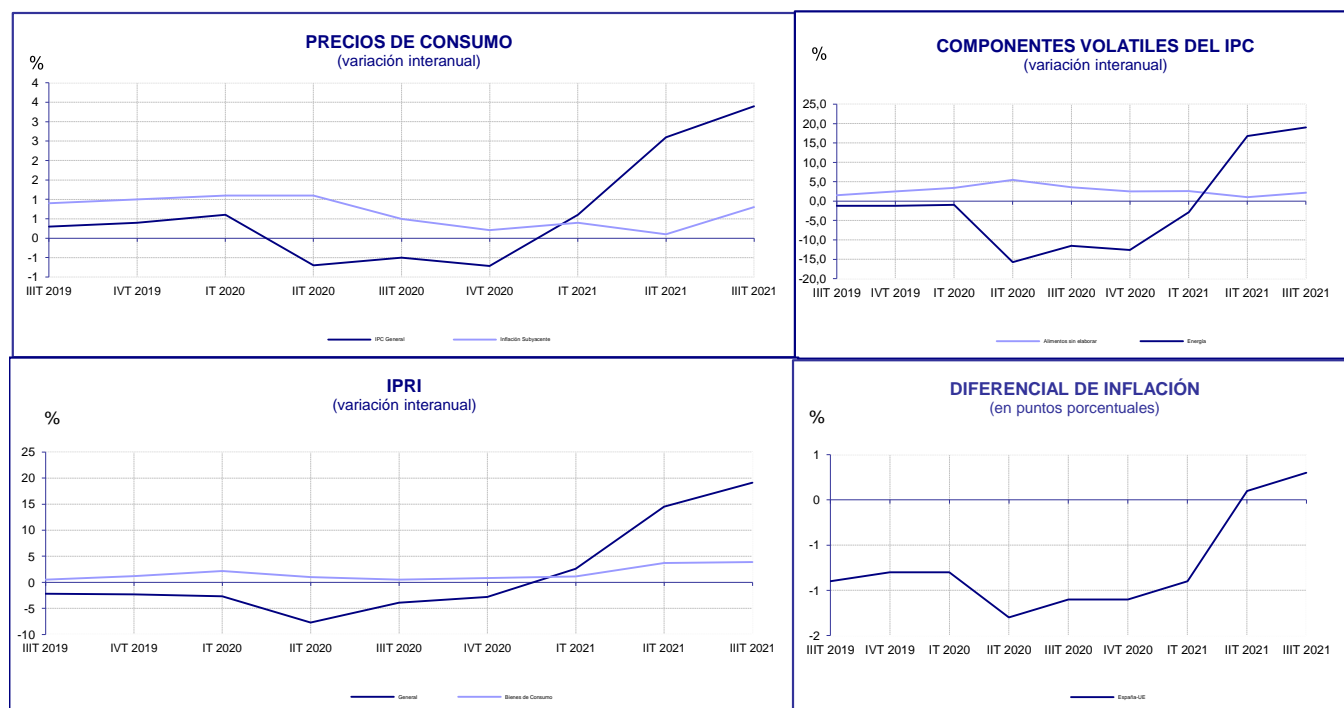 PRECIOS DE CONSUMO
(variación interanual)
%
4
4
3
3
2
2
1
1
0
-1
-1
IIIT 2019 IVT 2019 IT 2020 IIT 2020 IIIT 2020 IVT 2020 IT 2021 IIT 2021 IIIT 2021
IPC General Inflación Subyacente
COMPONENTES VOLATILES DEL IPC
(variación interanual)
%
25,0
20,0
15,0
10,0
5,0
0,0
-5,0
-10,0
-15,0
-20,0
IIIT 2019 IVT 2019 IT 2020 IIT 2020 IIIT 2020 IVT 2020 IT 2021 IIT 2021 IIIT 2021
Alimentos sin elaborar Energía
IPRI
(variación interanual)
%
25
20
15
10
5
0
-5
-10
IIIT 2019 IVT 2019 IT 2020 IIT 2020 IIIT 2020 IVT 2020 IT 2021 IIT 2021 IIIT 2021
General Bienes de Consumo
DIFERENCIAL DE INFLACIÓN
(en puntos porcentuales)
%
1
0
-1
-1
-2
IIIT 2019 IVT 2019 IT 2020 IIT 2020 IIIT 2020 IVT 2020 IT 2021 IIT 2021 IIIT 2021
España-UE